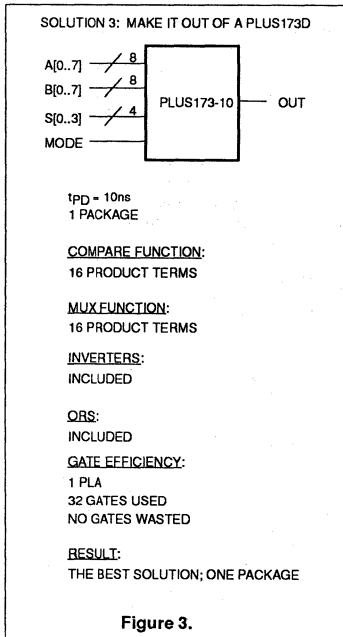 SOLUTION 3: MAKE IT OUT OF A PLUS173D
A[0..7] 8
B[0..7] 8
S[0..3] 4
MODE
PLUS173-10
OUT
tPD = 10ns
1 PACKAGE
COMPARE FUNCTION:
16 PRODUCT TERMS
MUX FUNCTION:
16 PRODUCT TERMS
INVERTERS:
INCLUDED
ORS:
INCLUDED
GATE EFFICIENCY:
1 PLA
32 GATES USED
NO GATES WASTED
RESULT:
THE BEST SOLUTION; ONE PACKAGE
Figure 3.